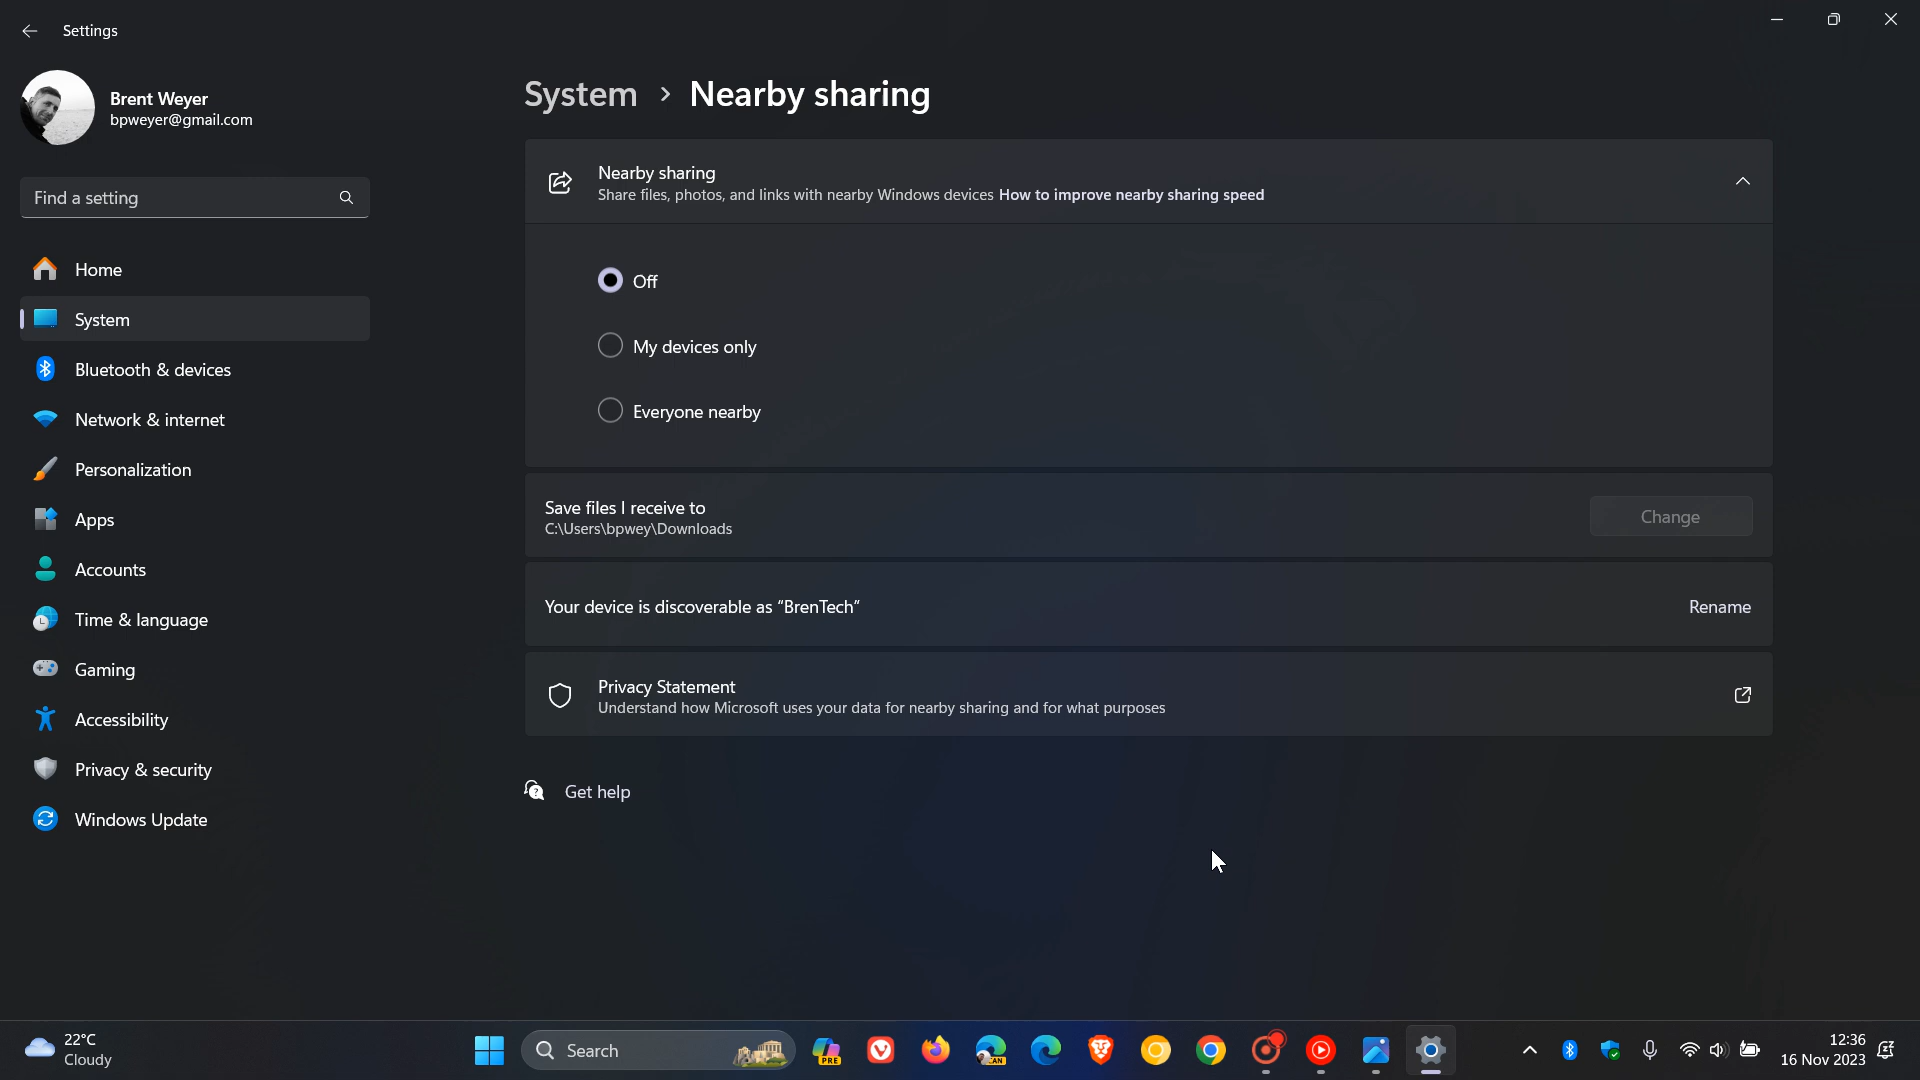 Settings
Brent Weyer
bpweyer@gmail.com
Find a setting
Home
System
Bluetooth & devices
Network & internet
Personalization
Apps
Accounts
Time & language
Gaming
Accessibility
Privacy & security
Windows Update
System > Nearby sharing
Nearby sharing
Share files, photos, and links with nearby Windows devices How to improve nearby sharing speed
Off
My devices only
Everyone nearby
Save files I receive to
C:\Users\bpwey\Downloads
Change
Your device is discoverable as "BrenTech"
Rename
Privacy Statement
Understand how Microsoft uses your data for nearby sharing and for what purposes
Get help
22°C
Cloudy
Search
PRE
CAN
12:36
16 Nov 2023